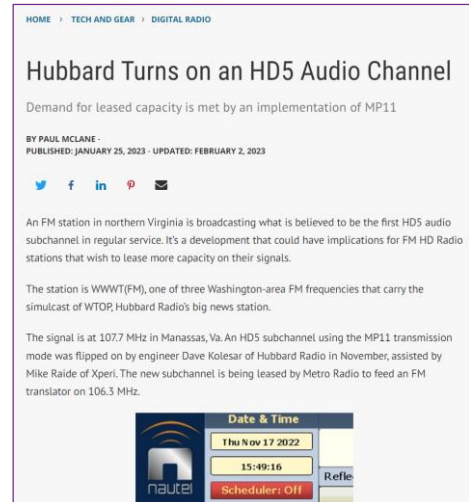 HOME > TECH AND GEAR > DIGITAL RADIO
Hubbard Turns on an HD5 Audio Channel
Demand for leased capacity is met by an implementation of MP11
BY PAUL MCLANE -
PUBLISHED: JANUARY 25, 2023 - UPDATED: FEBRUARY 2, 2023
An FM station in northern Virginia is broadcasting what is believed to be the first HD5 audio
subchannel in regular service. It's a development that could have implications for FM HD Radio
stations that wish to lease more capacity on their signals.
The station is WWWT(FM), one of three Washington-area FM frequencies that carry the
simulcast of WTOP, Hubbard Radio's big news station.
The signal is at 107.7 MHz in Manassas, Va. An HD5 subchannel using the MP11 transmission
mode was flipped on by engineer Dave Kolesar of Hubbard Radio in November, assisted by
Mike Raide of Xperi. The new subchannel is being leased by Metro Radio to feed an FM
translator on 106.3 MHz.
Date & Time
Thu Nov 17 2022
15:49:16
Refle
nautel
Scheduler: Off